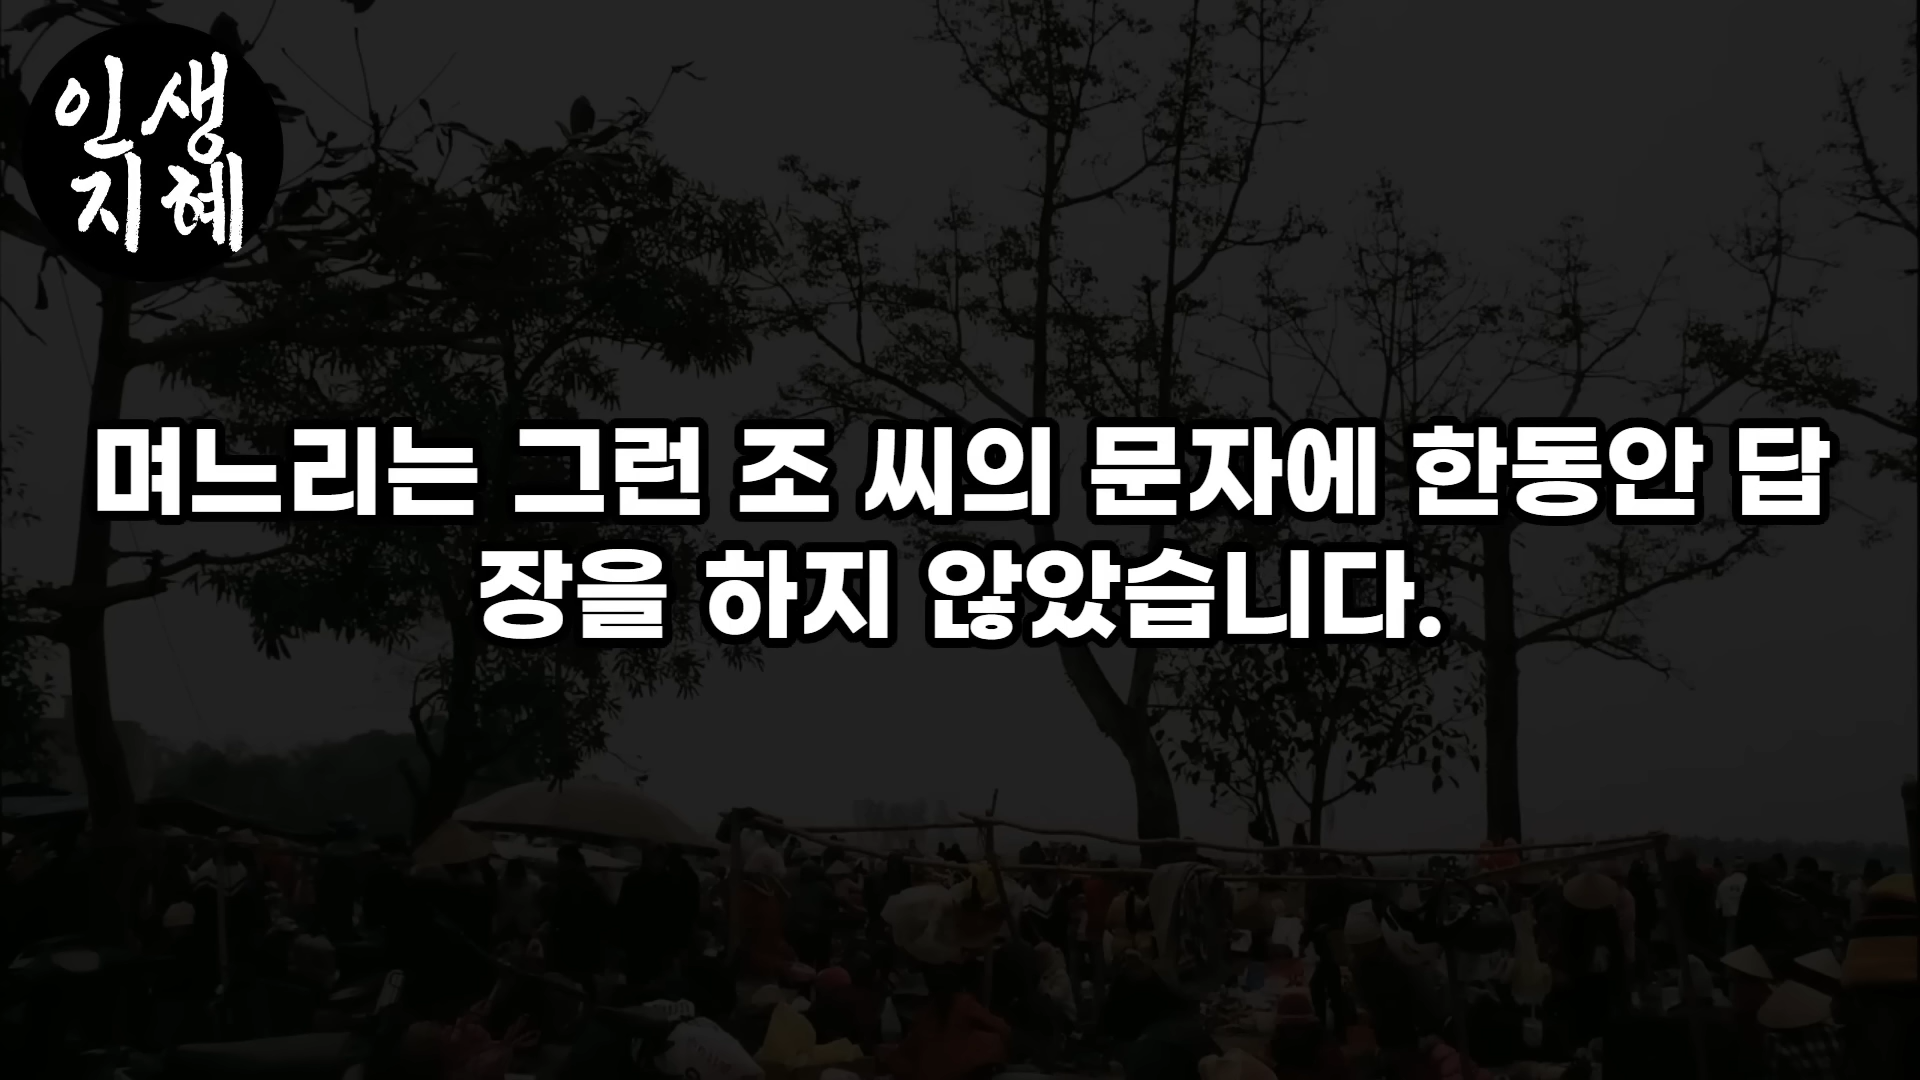 인생
지혜
며느리는 그런 조 씨의 문자에 한동안 답
장을 하지 않았습니다.